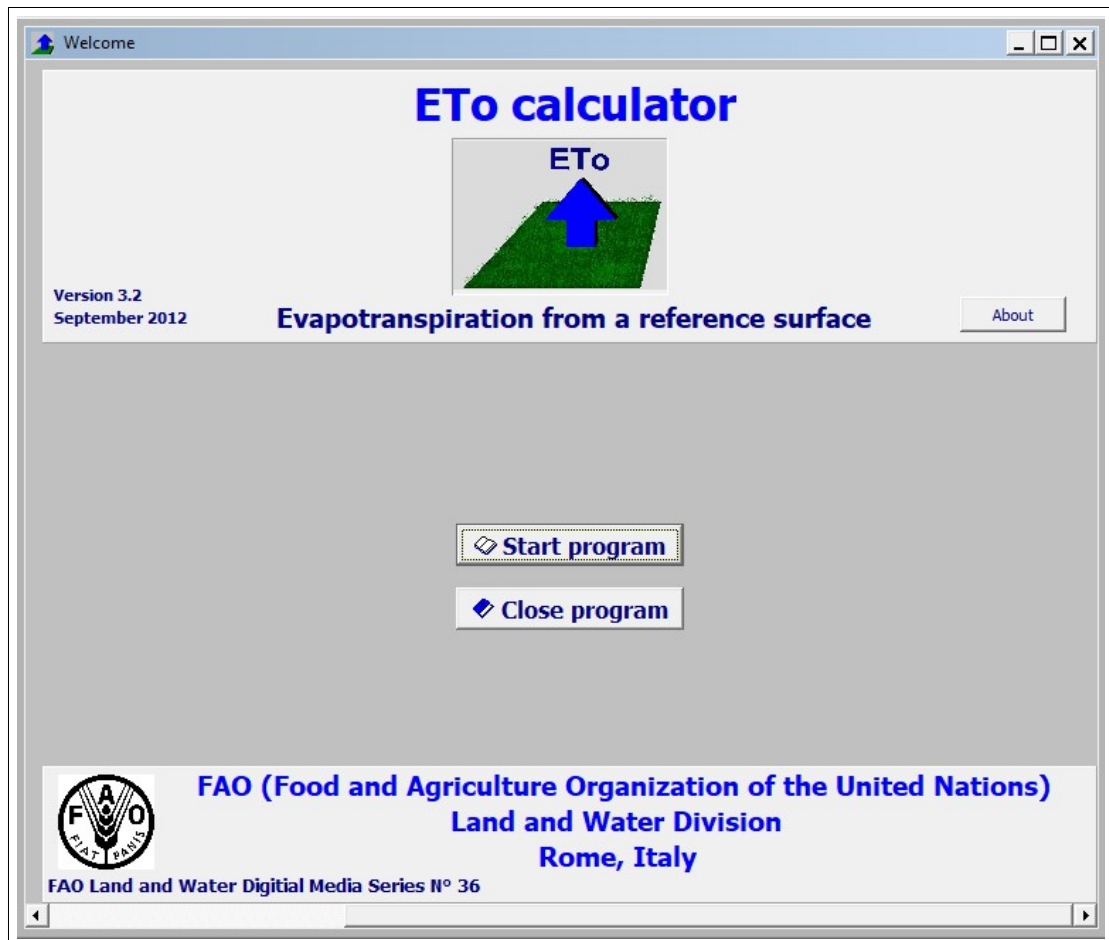 Welcome
ETo calculator
ETo
Version 3.2
September 2012
Evapotranspiration from a reference surface
About
Start program
Close program
FAO (Food and Agriculture Organization of the United Nations)
Land and Water Division
Rome, Italy
F A O
FIAT PANIS
FAO Land and Water Digitial Media Series N° 36